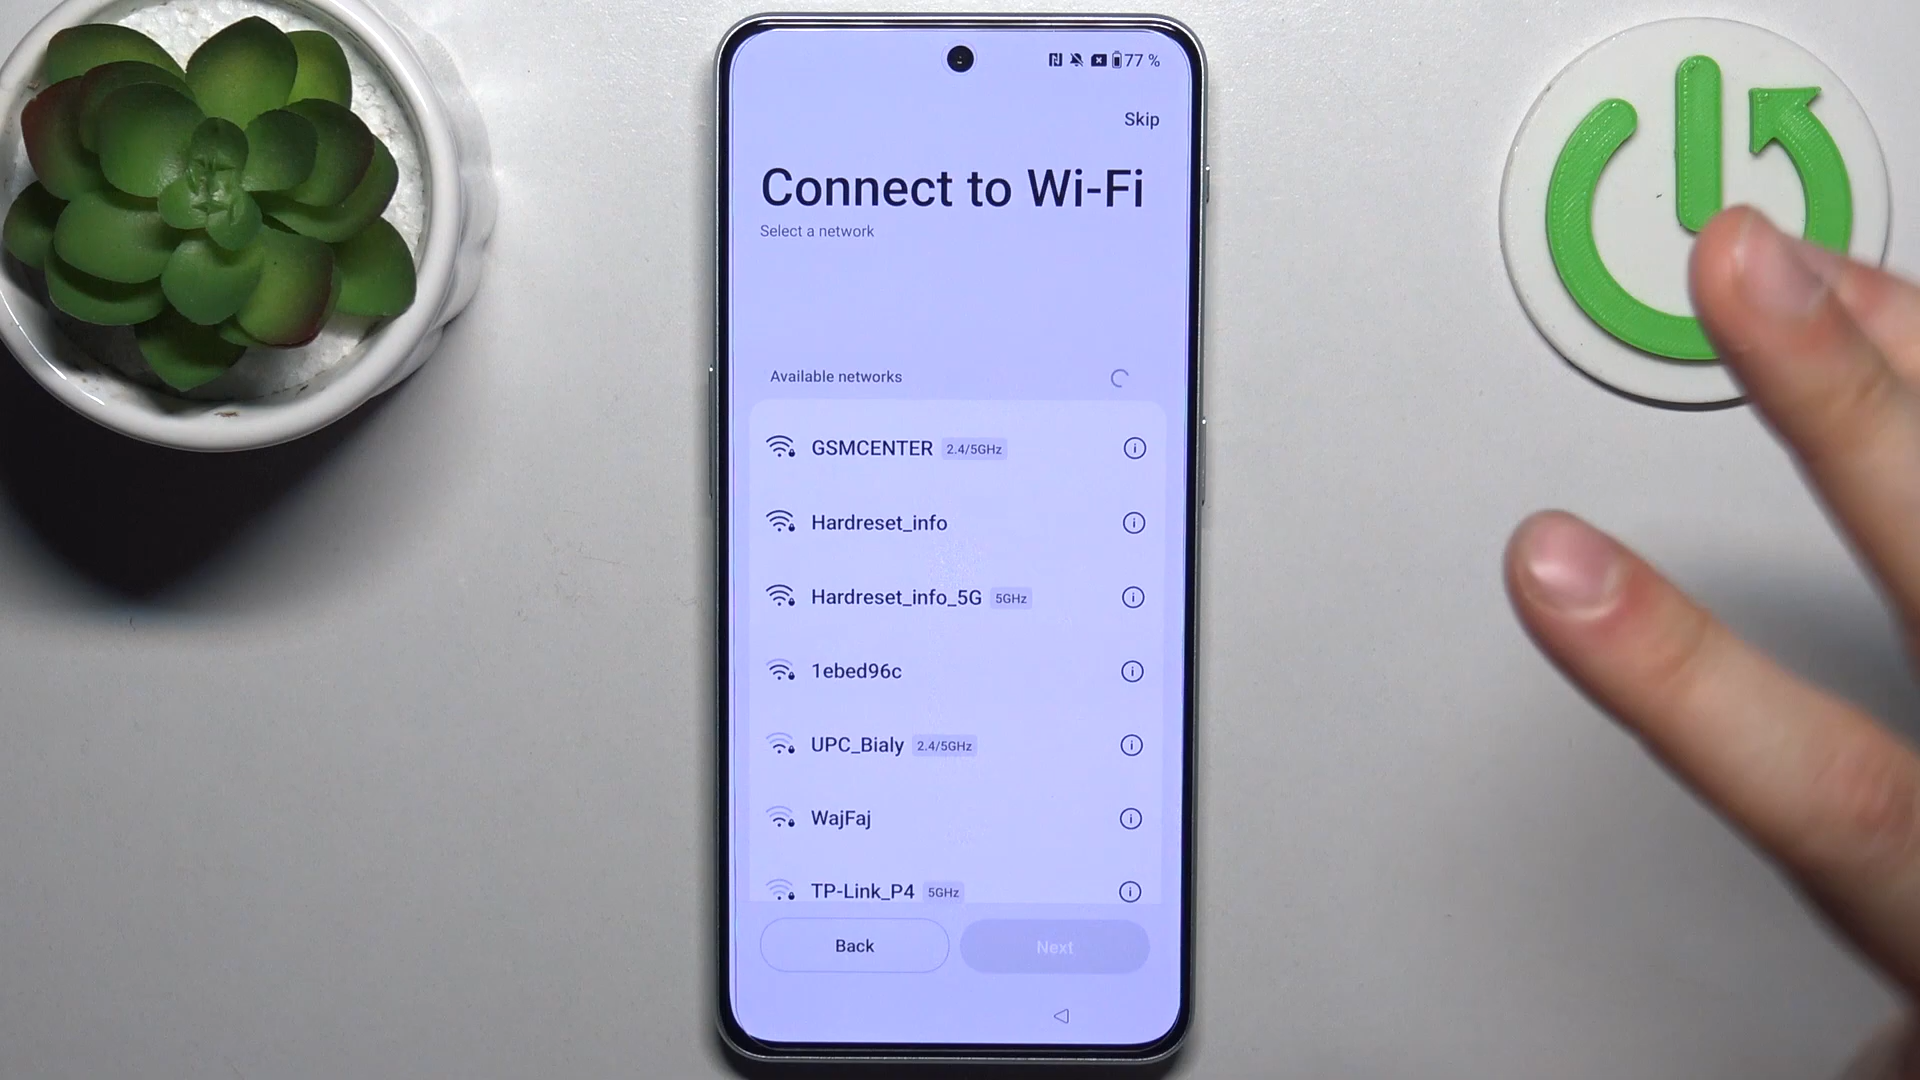 77 %
Skip
Connect to Wi-Fi
Select a network
Available networks
GSMCENTER 2.4/5GHz
Hardreset_info
Hardreset_info_5G 5GHz
1ebed96c
UPC_Bialy 2.4/5GHz
WajFaj
TP-Link_P4 5GHz
Back Next